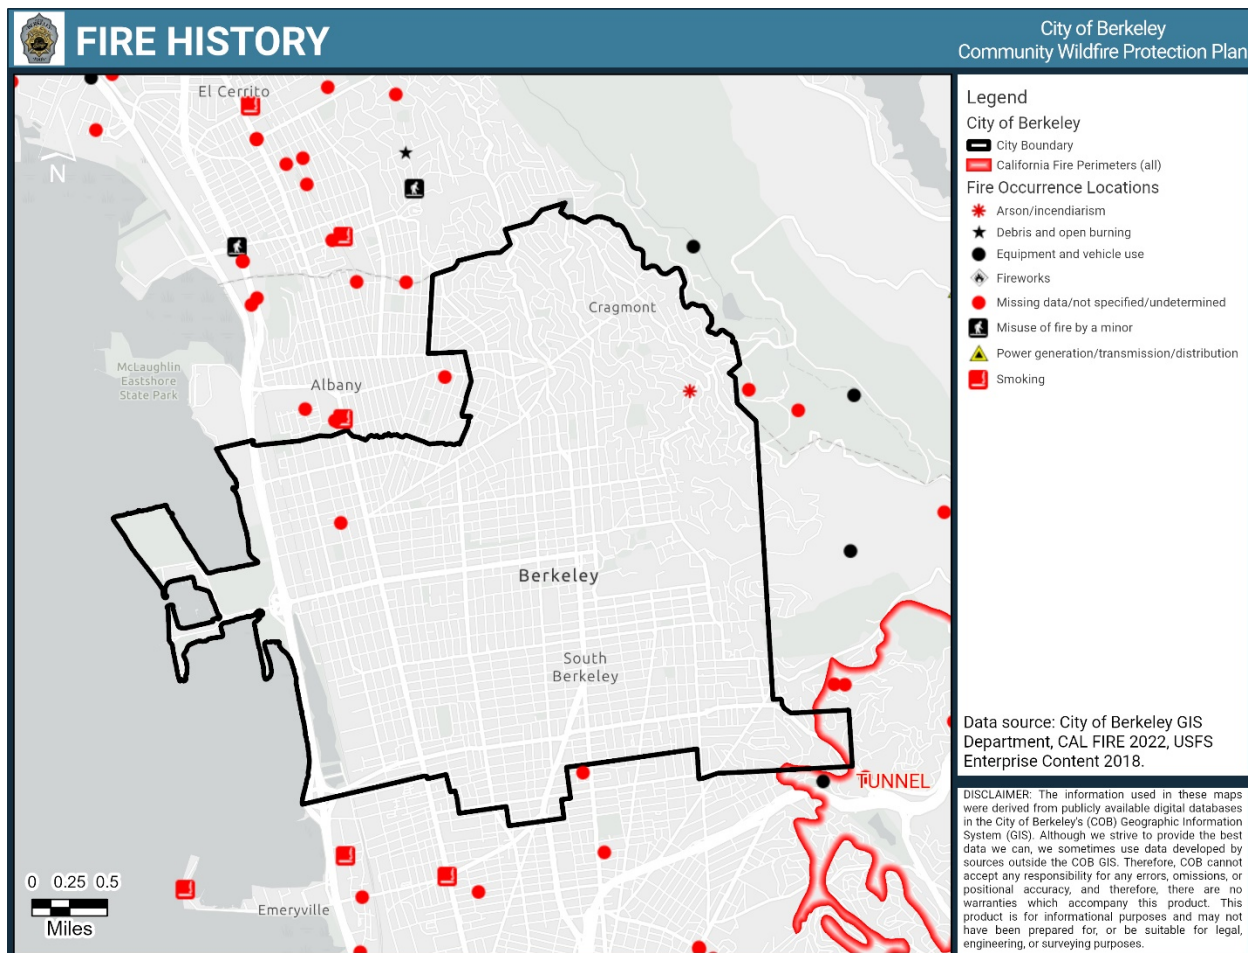 FIRE HISTORY
City of Berkeley
Community Wildfire Protection Plan
El Cerrito
N
Cragmont
McLaughlin
Eastshore
State Park
Albany
Berkeley
South
Berkeley
TUNNEL
Emeryville
0 0.25 0.5
Miles
Legend
City of Berkeley
City Boundary
California Fire Perimeters (all)
Fire Occurrence Locations
Arson/incendiarism
Debris and open burning
Equipment and vehicle use
Fireworks
Missing data/not specified/undetermined
Misuse of fire by a minor
Power generation/transmission/distribution
Smoking
Data source: City of Berkeley GIS
Department, CAL FIRE 2022, USFS
Enterprise Content 2018.
DISCLAIMER: The information used in these maps
were derived from publicly available digital databases
in the City of Berkeley's (COB) Geographic Information
System (GIS). Although we strive to provide the best
data we can, we sometimes use data developed by
sources outside the COB GIS. Therefore, COB cannot
accept any responsibility for any errors, omissions, or
positional accuracy, and therefore, there are no
warranties which accompany this product. This
product is for informational purposes and may not
have been prepared for, or be suitable for legal,
engineering, or surveying purposes.